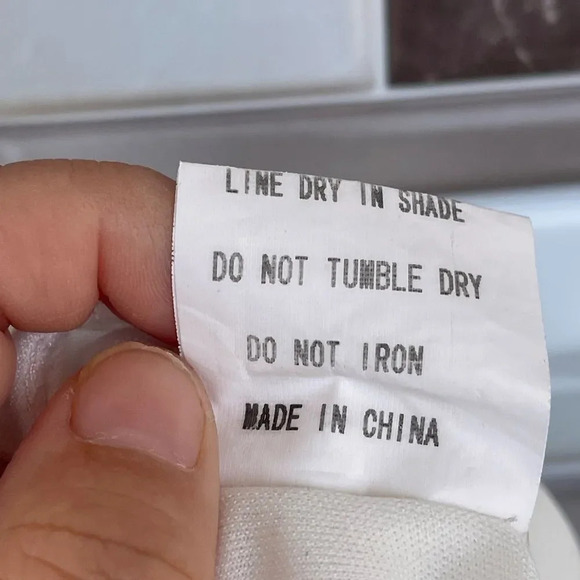 LINE DRY IN SHADE
DO NOT TUMBLE DRY
DO NOT IRON
MADE IN CHINA